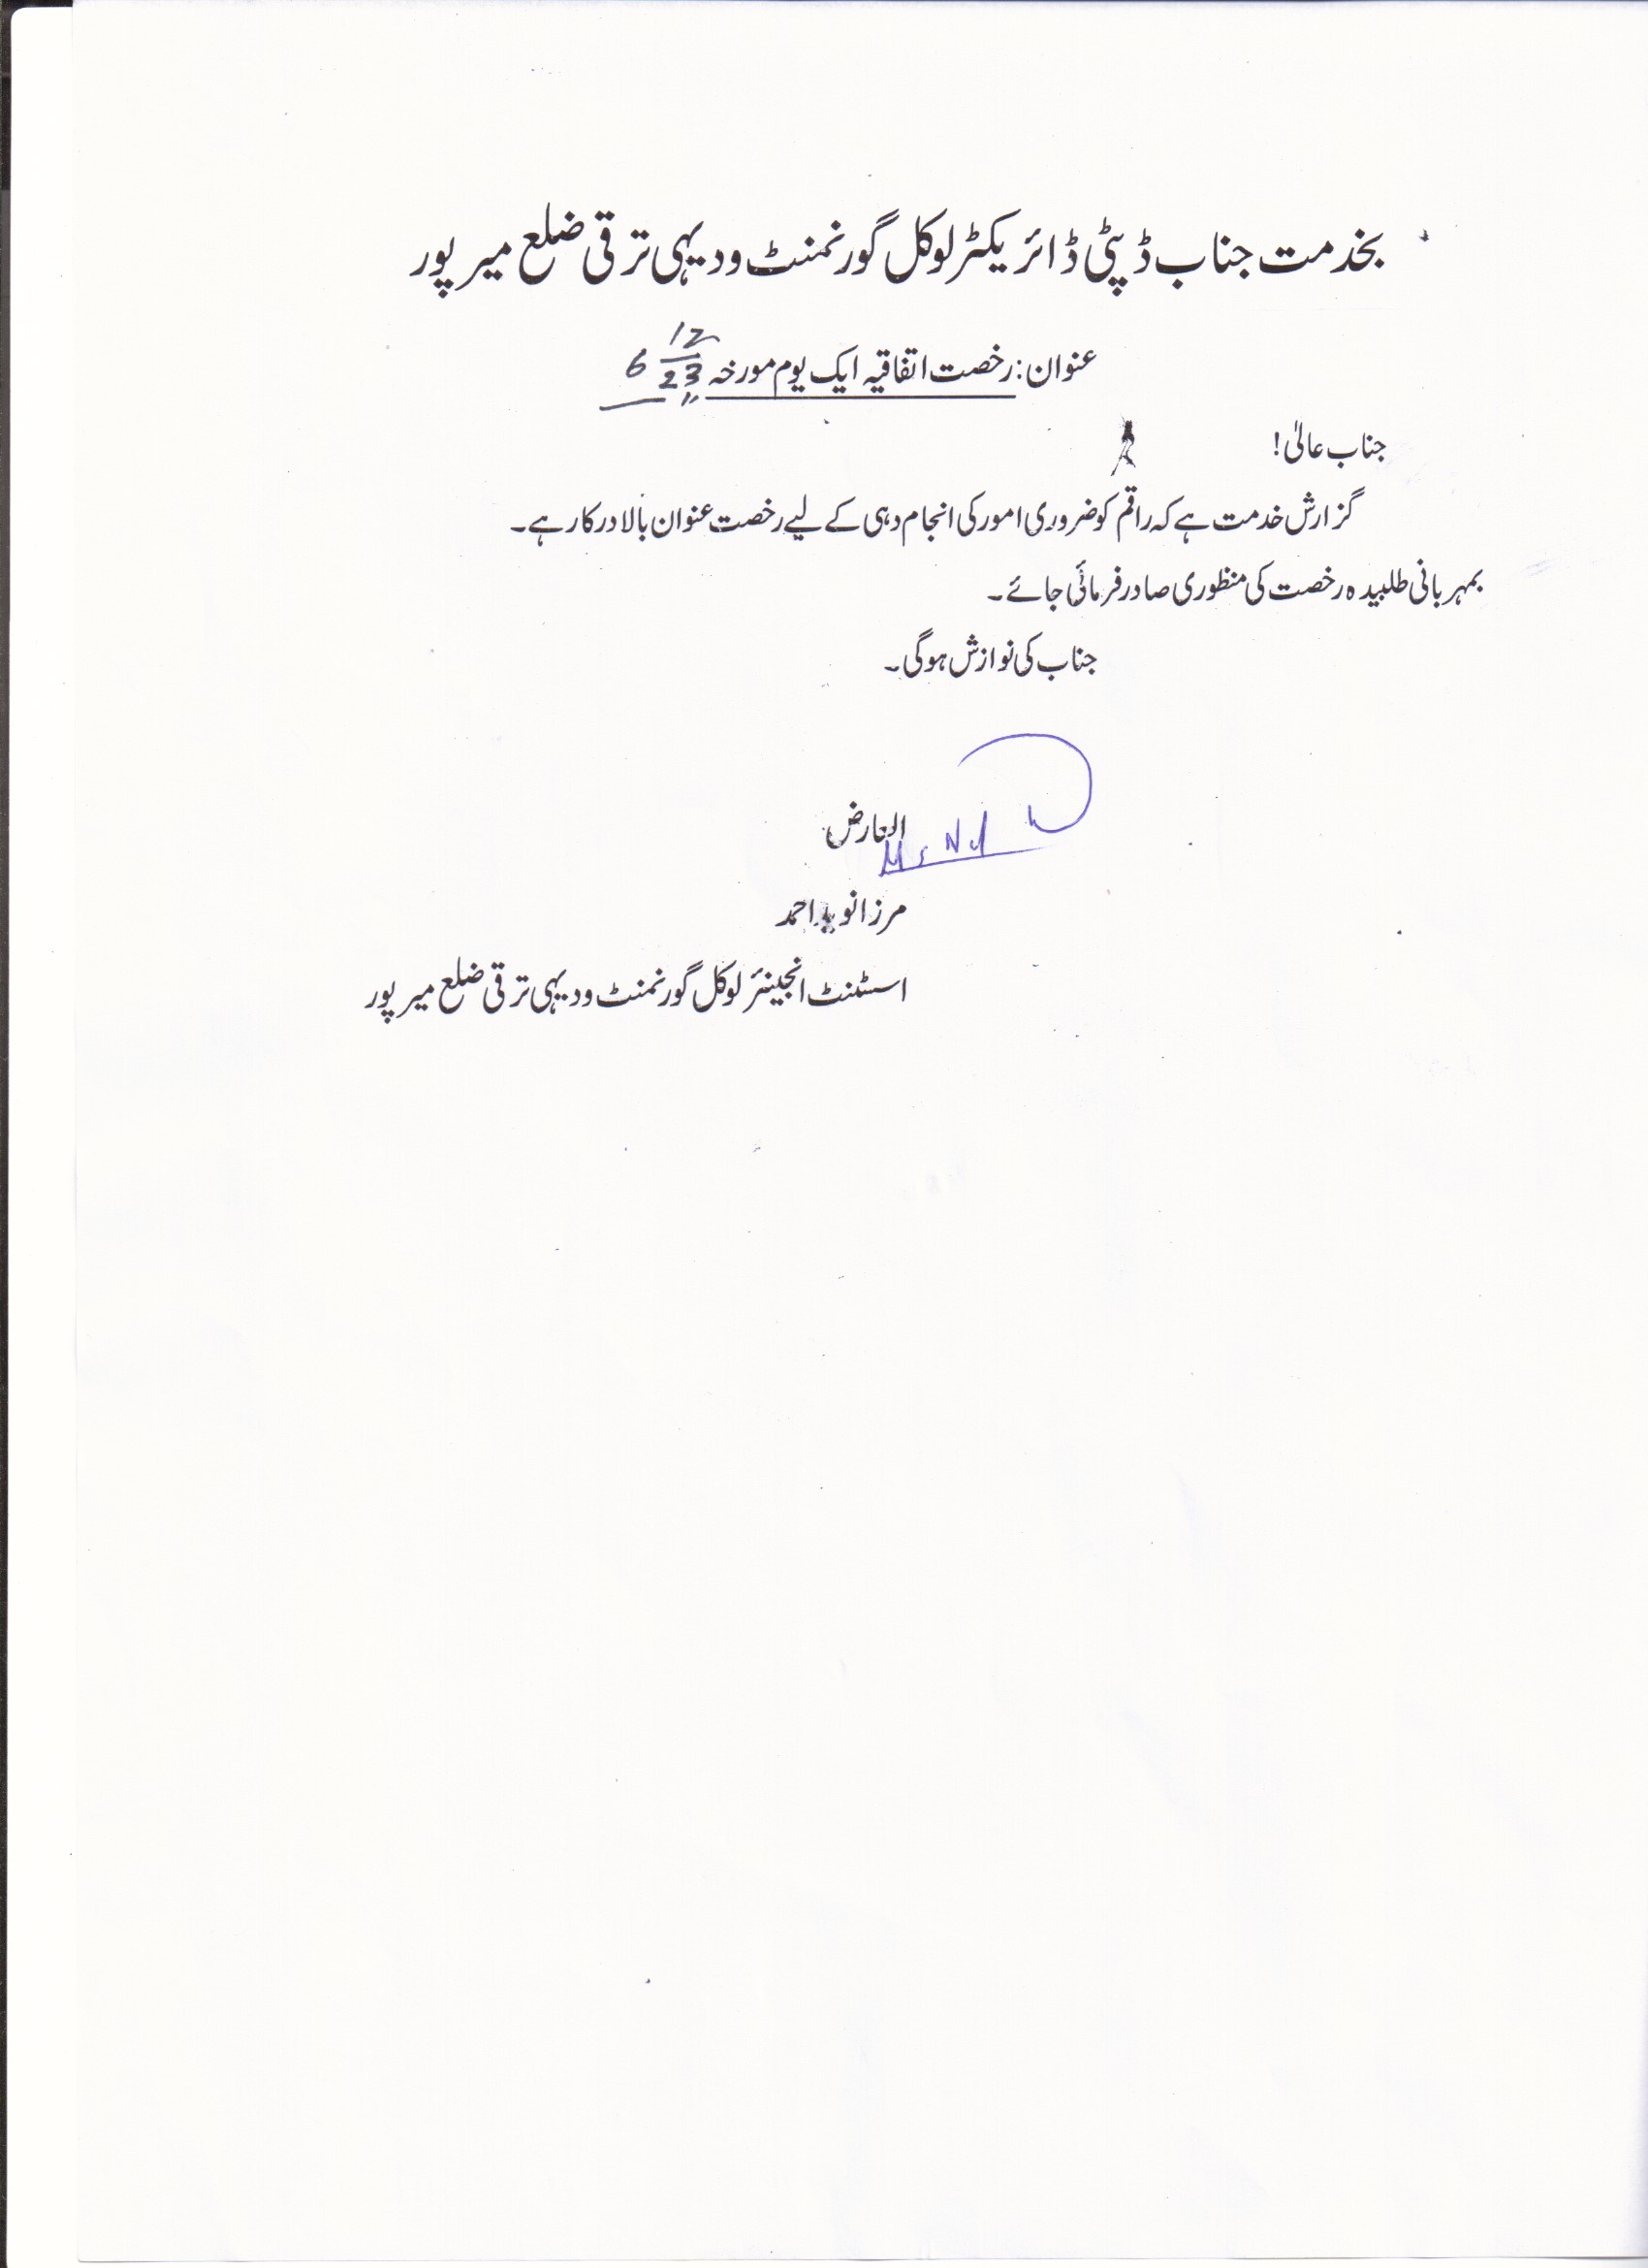 بخدمت جناب ڈپٹی ڈائریکٹر لوکل گورنمنٹ و دیہی ترقی ضلع میرپور
عنوان: رخصت اتفاقیہ ایک یوم مورخہ 6 12/23
جناب عالیٰ!
گزارش خدمت ہے کہ راقم کو ضروری امور کی انجام دہی کے لیے رخصت عنوان بالا درکار ہے۔
بمہربانی طلبیدہ رخصت کی منظوری صادر فرمائی جائے۔
جناب کی نوازش ہوگی۔
العارض
مرزا نوید احمد
اسسٹنٹ انجینئر لوکل گورنمنٹ و دیہی ترقی ضلع میرپور